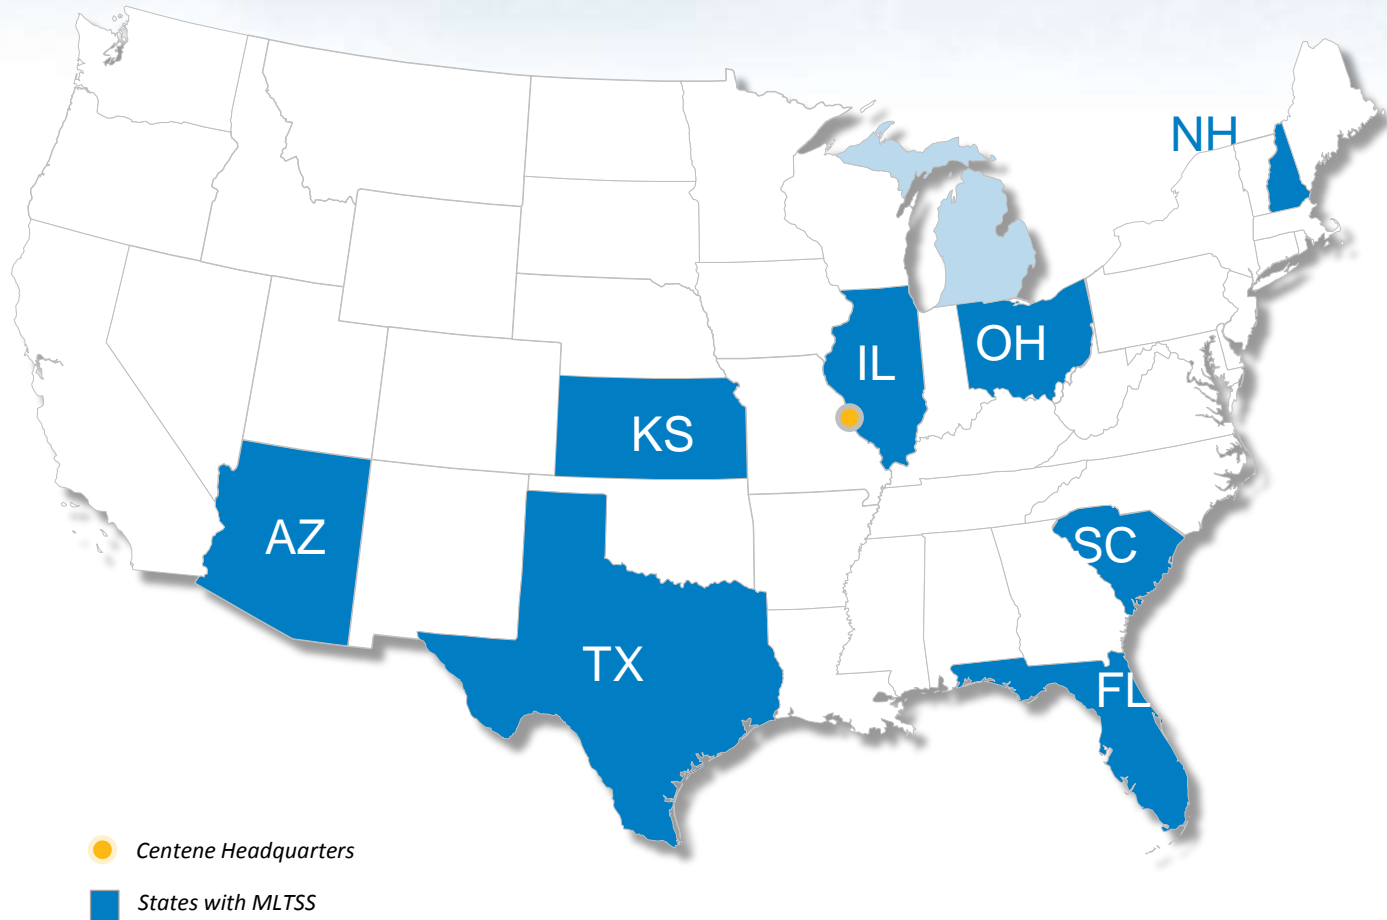 NH
OH
IL
KS
AZ
SC
TX
FL
Centene Headquarters
States with MLTSS